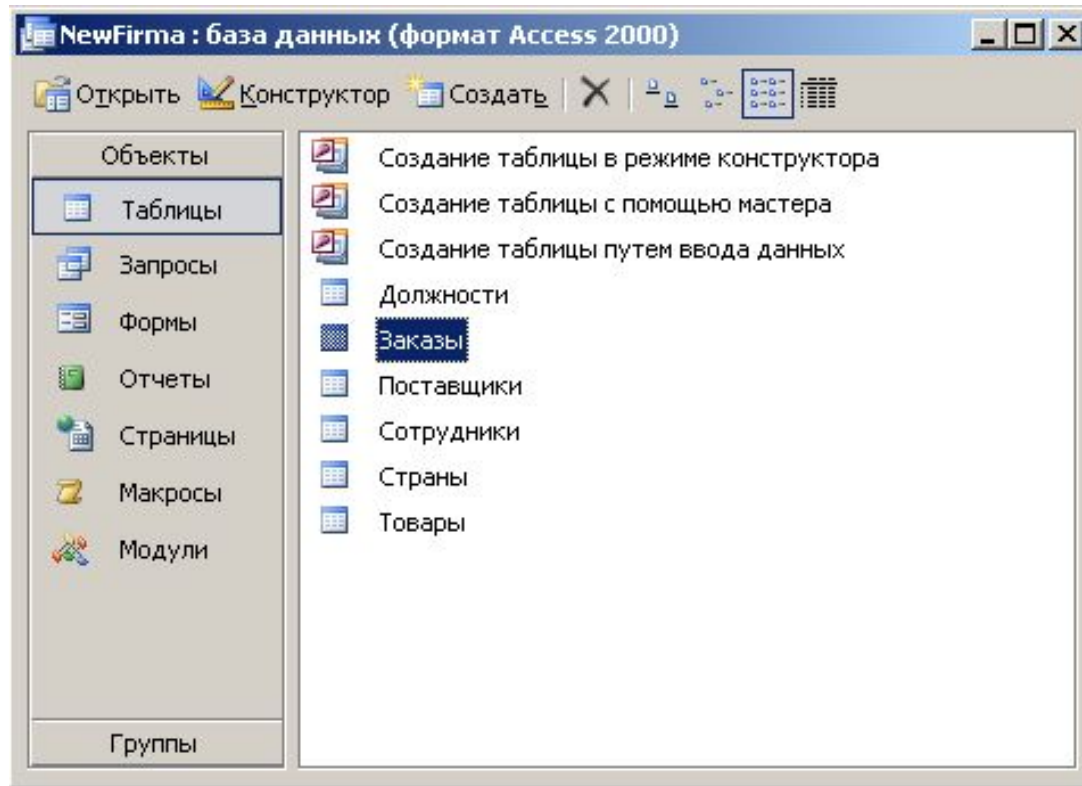 NewFirma : база данных (формат Access 2000)
Открыть Конструктор Создать
Объекты
Таблицы
Запросы
Формы
Отчеты
Страницы
Макросы
Модули
Группы
Создание таблицы в режиме конструктора
Создание таблицы с помощью мастера
Создание таблицы путем ввода данных
Должности
Заказы
Поставщики
Сотрудники
Страны
Товары